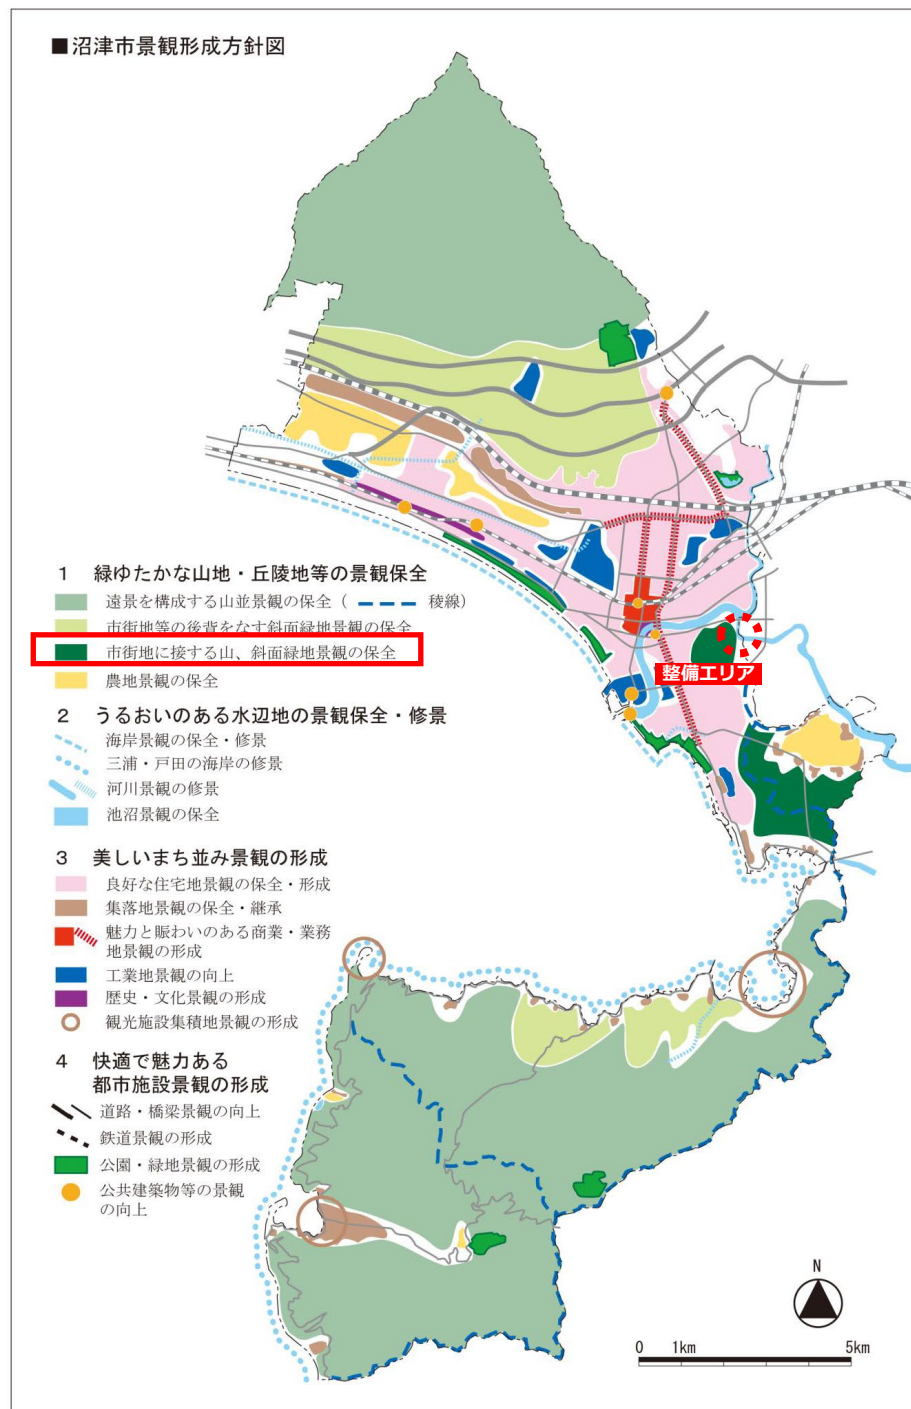 ■沼津市景観形成方針図
1 緑ゆたかな山地・丘陵地等の景観保全
遠景を構成する山並景観の保全（ 稜線）
市街地等の後背をなす斜面緑地景観の保全
市街地に接する山、斜面緑地景観の保全
農地景観の保全
2 うるおいのある水辺地の景観保全・修景
海岸景観の保全・修景
三浦・戸田の海岸の修景
河川景観の修景
池沼景観の保全
3 美しいまち並み景観の形成
良好な住宅地景観の保全・形成
集落地景観の保全・継承
魅力と賑わいのある商業・業務
地景観の形成
工業地景観の向上
歴史・文化景観の形成
観光施設集積地景観の形成
4 快適で魅力ある
都市施設景観の形成
道路・橋梁景観の向上
鉄道景観の形成
公園・緑地景観の形成
公共建築物等の景観
の向上
整備エリア
N
0 1km 5km